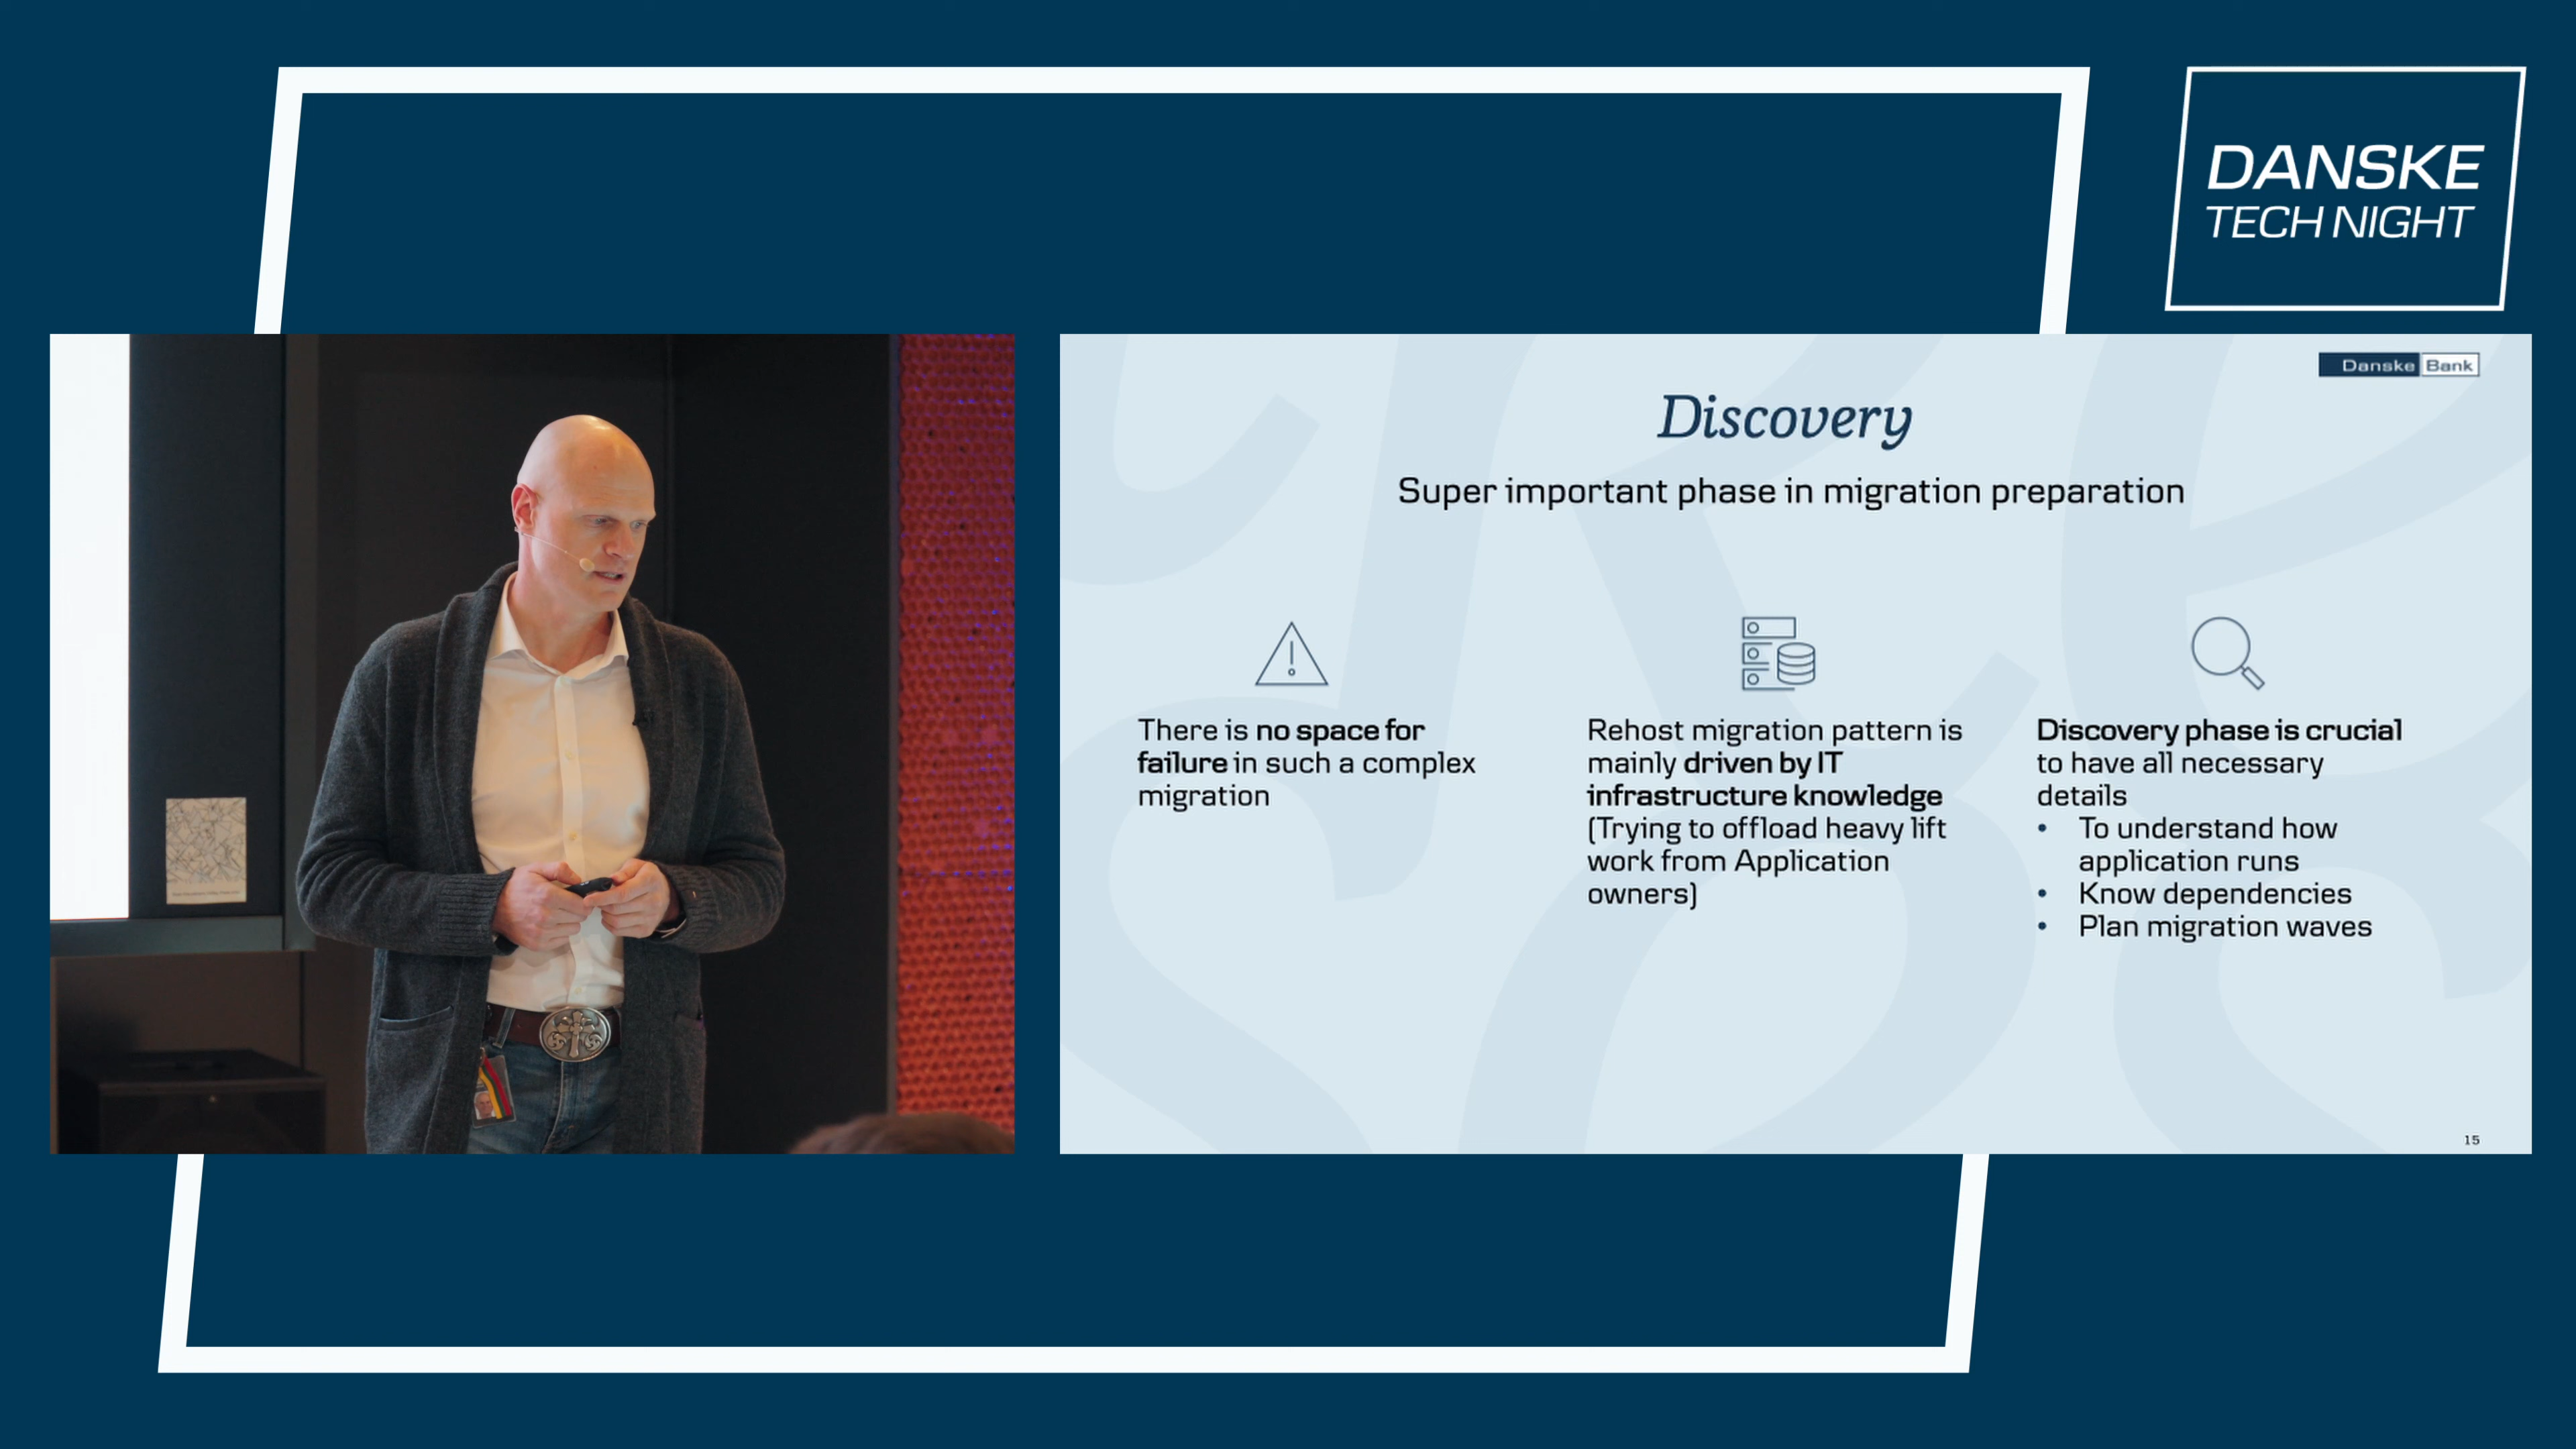 DANSKE
TECH NIGHT
Danske Bank
Discovery
Super important phase in migration preparation
There is no space for
failure in such a complex
migration
Rehost migration pattern is
mainly driven by IT
infrastructure knowledge
(Trying to offload heavy lift
work from Application
owners)
Discovery phase is crucial
to have all necessary
details
• To understand how
application runs
• Know dependencies
• Plan migration waves
15